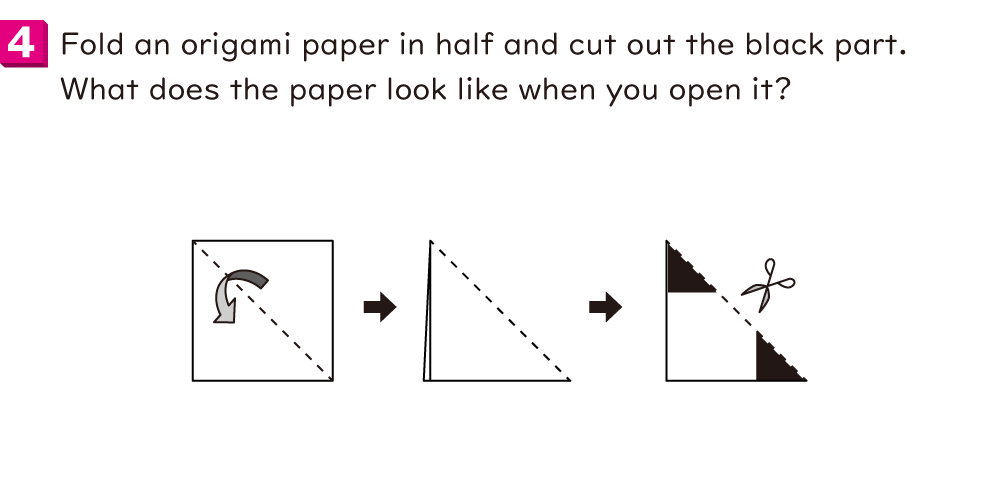 4 Fold an origami paper in half and cut out the black part.
What does the paper look like when you open it?